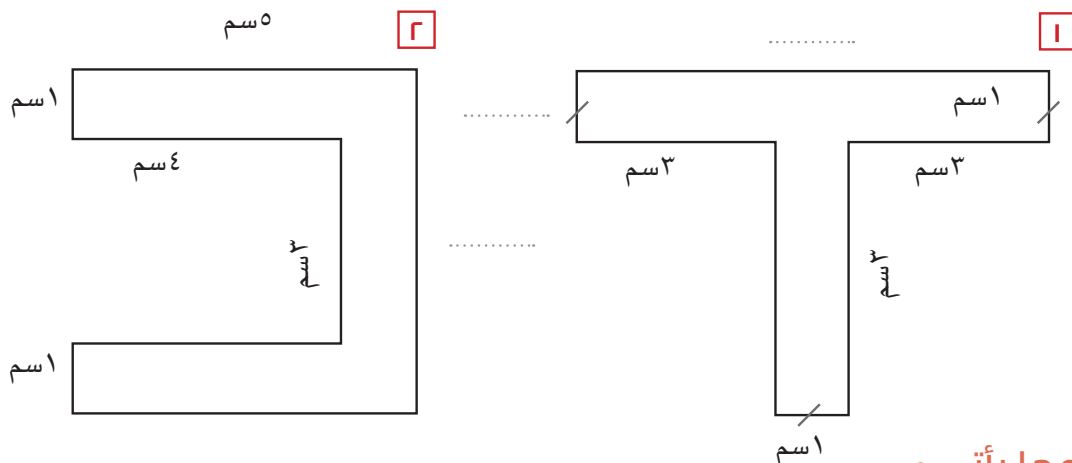 ١
............
١سم
............
٣سم
٣سم
٣سم
١سم
٢
٥سم
١سم
٤سم
٣سم
............
١سم